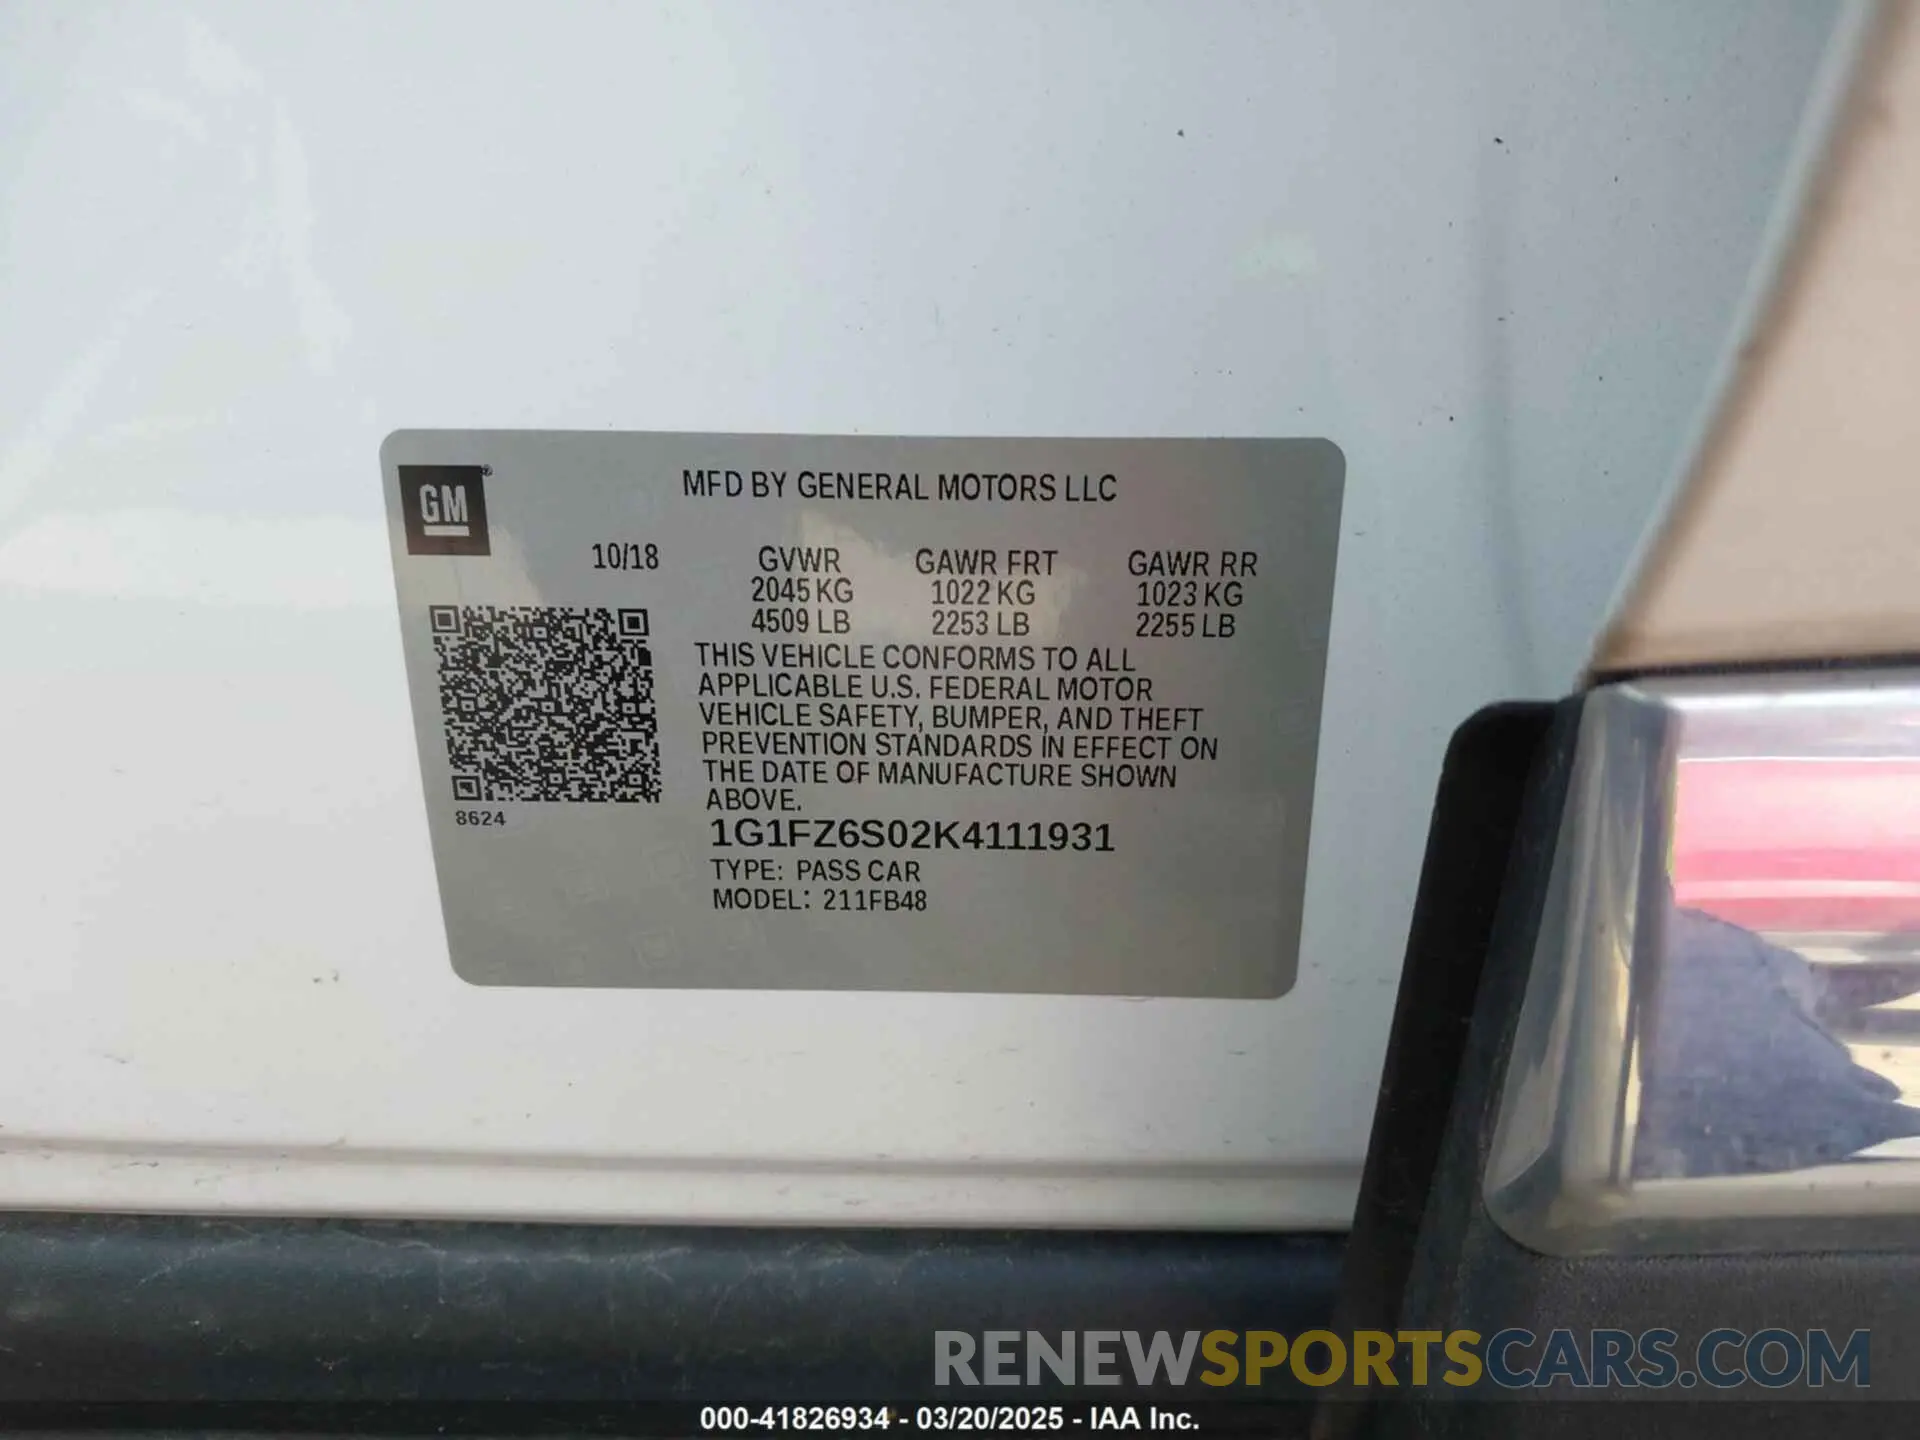 GM®
MFD BY GENERAL MOTORS LLC
10/18 GVWR GAWR FRT GAWR RR
2045 KG 1022 KG 1023 KG
4509 LB 2253 LB 2255 LB
THIS VEHICLE CONFORMS TO ALL
APPLICABLE U.S. FEDERAL MOTOR
VEHICLE SAFETY, BUMPER, AND THEFT
PREVENTION STANDARDS IN EFFECT ON
THE DATE OF MANUFACTURE SHOWN
ABOVE.
8624
1G1FZ6S02K4111931
TYPE: PASS CAR
MODEL: 211FB48
RENEWSPORTSCARS.COM
000-41826934 - 03/20/2025 - IAA Inc.